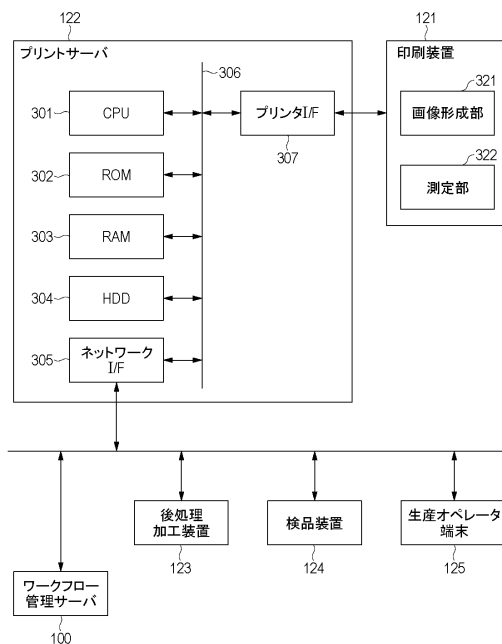 122
121
プリントサーバ
印刷装置
306
321
301
CPU
プリンタI/F
画像形成部
307
322
302
ROM
測定部
303
RAM
304
HDD
305
ネットワーク
I/F
後処理
加工装置
検品装置
生産オペレータ
端末
123
124
125
ワークフロー
管理サーバ
100